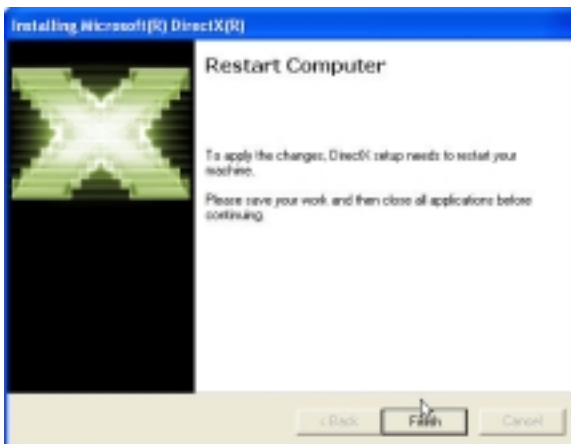 Installing Microsoft(R) DirectX(R)
Restart Computer
To apply the changes, DirectX setup needs to restart your
machine.
Please save your work and then close all applications before
continuing.
< Back
Finish
Cancel